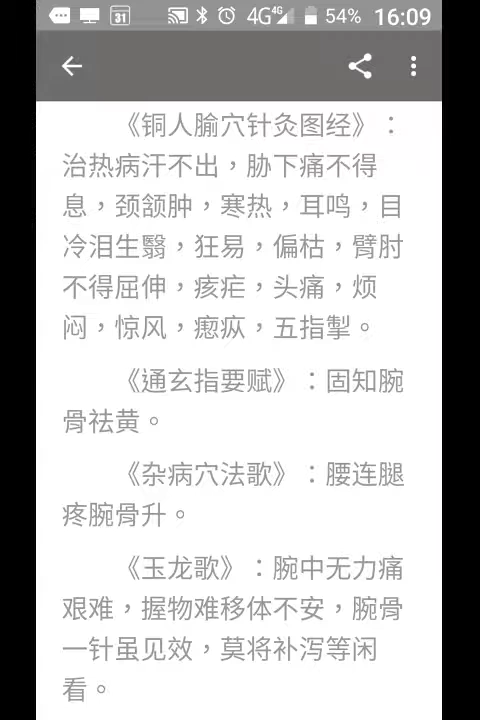 31 4G 4G 54% 16:09
《铜人腧穴针灸图经》：
治热病汗不出，胁下痛不得
息，颈颔肿，寒热，耳鸣，目
冷泪生翳，狂易，偏枯，臂肘
不得屈伸，痎疟，头痛，烦
闷，惊风，瘛疭，五指掣。
《通玄指要赋》：固知腕
骨祛黄。
《杂病穴法歌》：腰连腿
疼腕骨升。
《玉龙歌》：腕中无力痛
艰难，握物难移体不安，腕骨
一针虽见效，莫将补泻等闲
看。